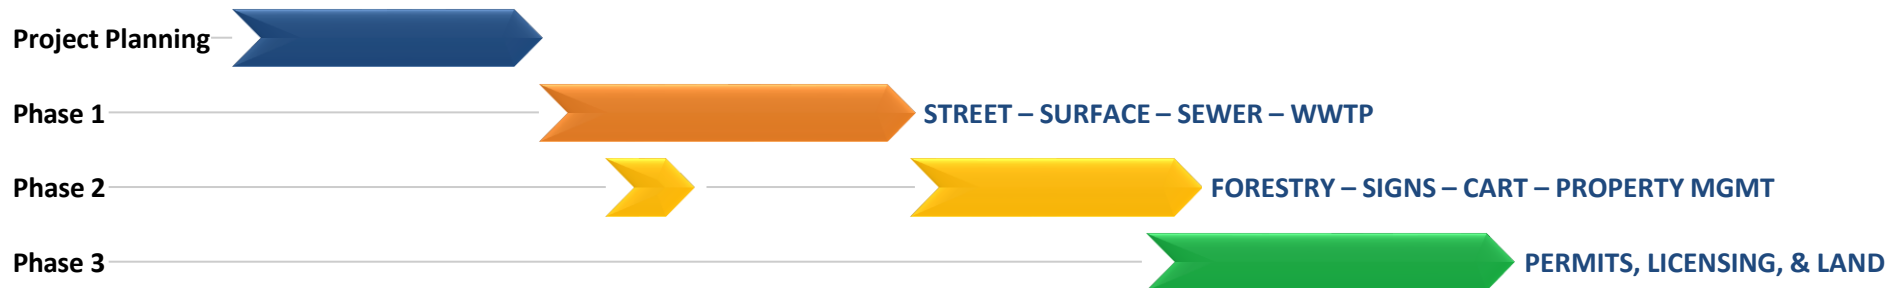 Project Planning
Phase 1 STREET – SURFACE – SEWER – WWTP
Phase 2 FORESTRY – SIGNS – CART – PROPERTY MGMT
Phase 3 PERMITS, LICENSING, & LAND